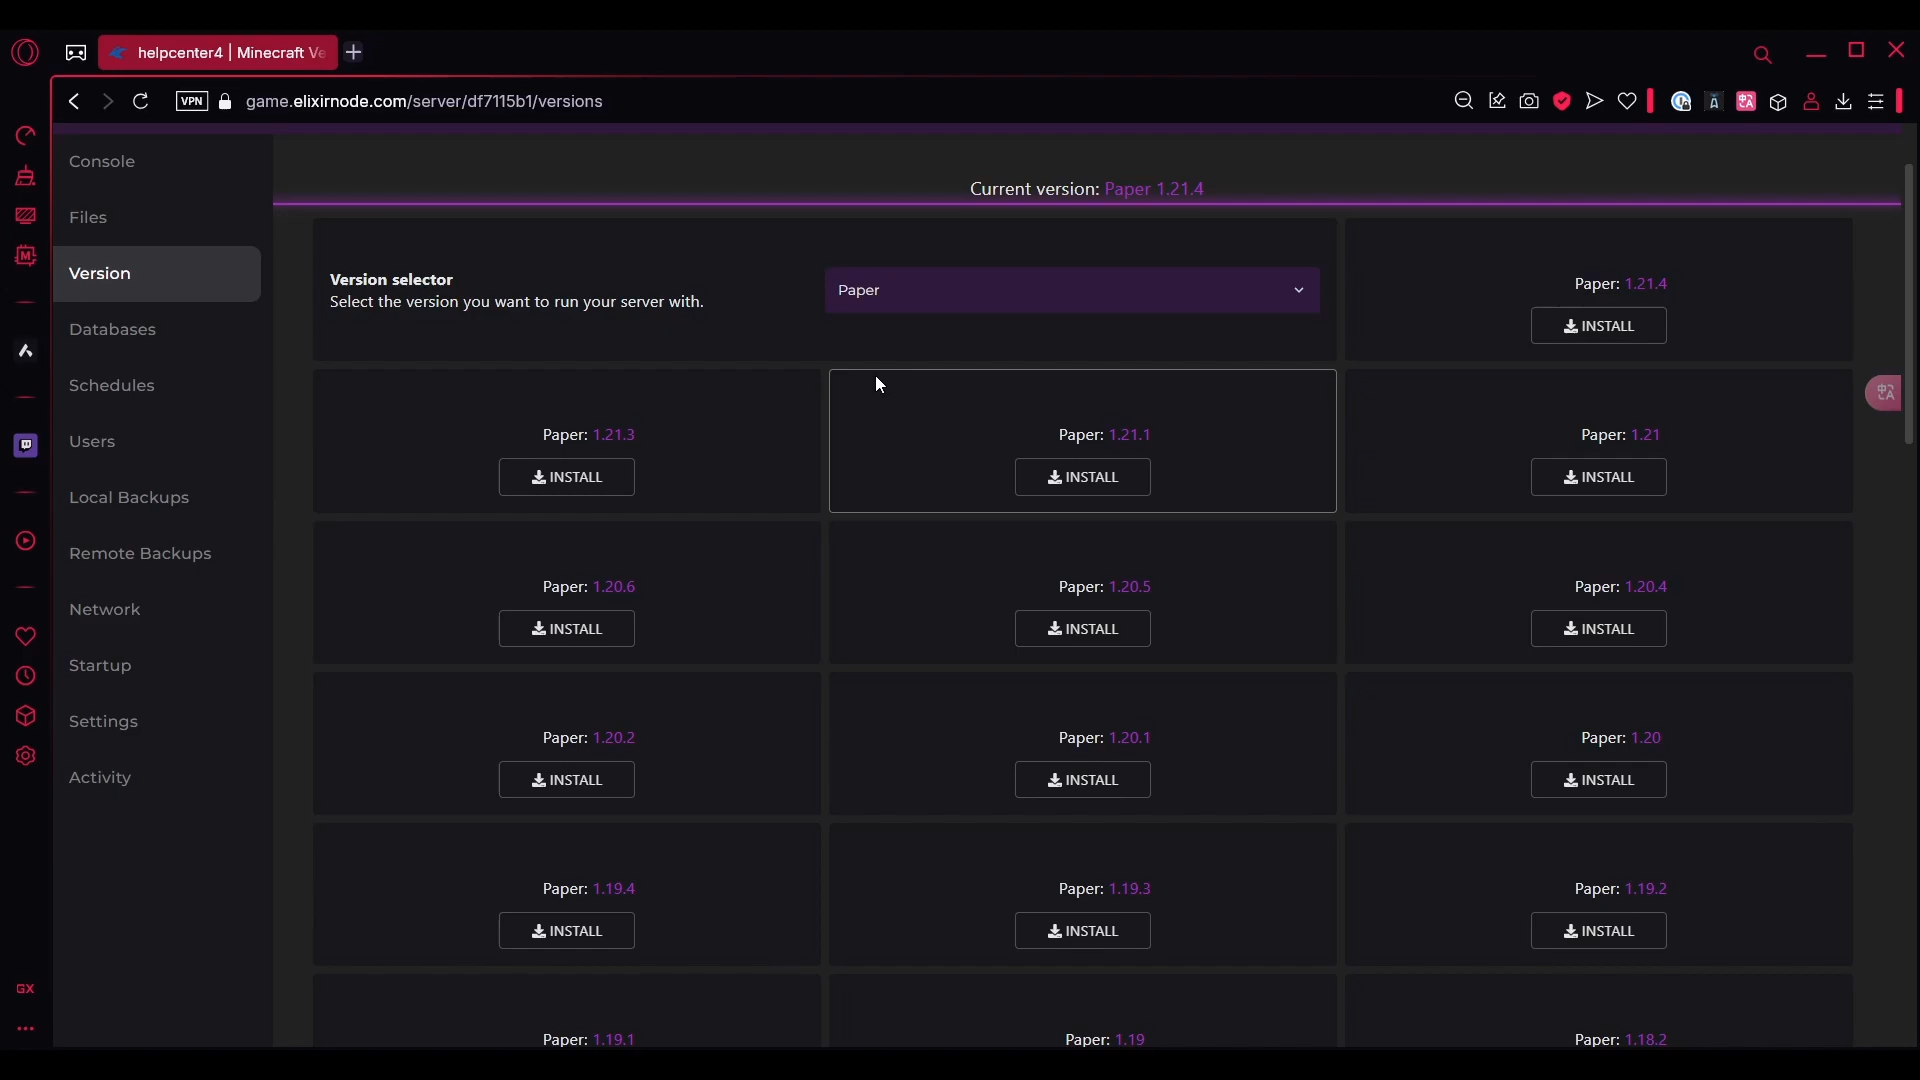 helpcenter4 | Minecraft Ve
VPN
game.elixirnode.com/server/df7115b1/versions
Console
Files
Version
Databases
Schedules
Users
Local Backups
Remote Backups
Network
Startup
Settings
Activity
M
GX
Current version: Paper 1.21.4
Version selector
Select the version you want to run your server with.
Paper
Paper: 1.21.4
INSTALL
Paper: 1.21.3
INSTALL
Paper: 1.21.1
INSTALL
Paper: 1.21
INSTALL
Paper: 1.20.6
INSTALL
Paper: 1.20.5
INSTALL
Paper: 1.20.4
INSTALL
Paper: 1.20.2
INSTALL
Paper: 1.20.1
INSTALL
Paper: 1.20
INSTALL
Paper: 1.19.4
INSTALL
Paper: 1.19.3
INSTALL
Paper: 1.19.2
INSTALL
Paper: 1.19.1
Paper: 1.19
Paper: 1.18.2